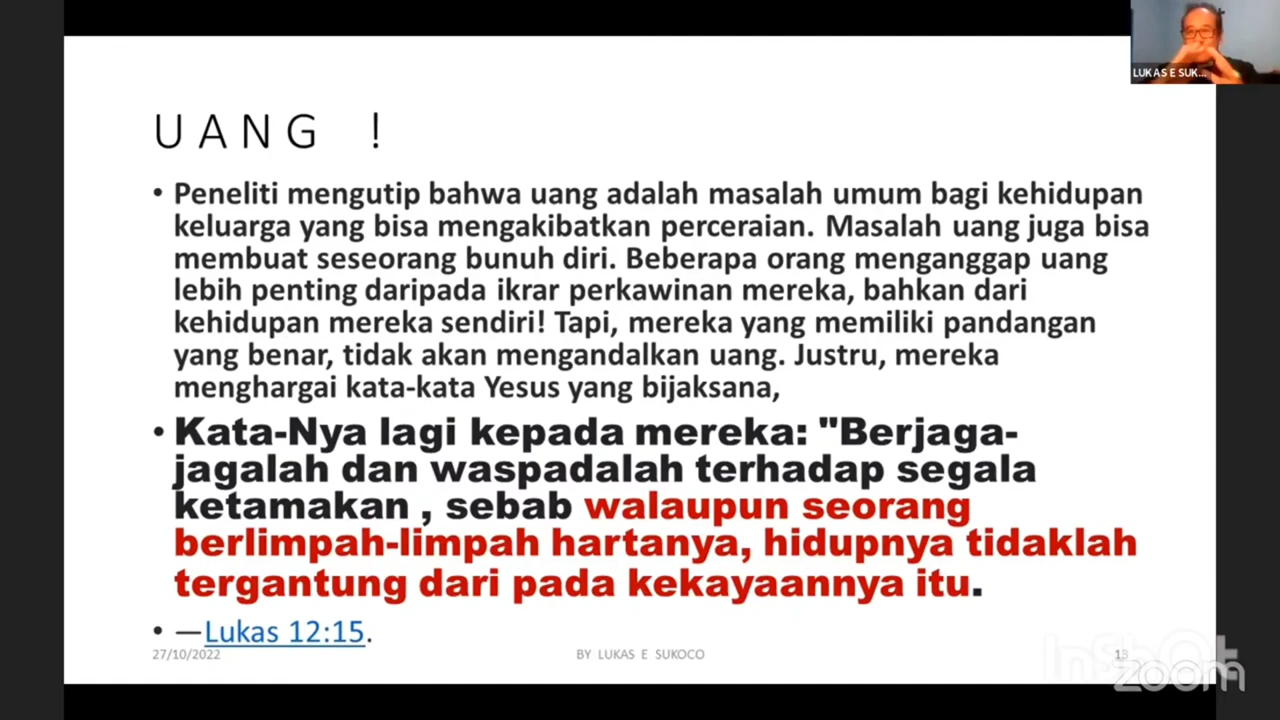 LUKAS E SUK...
U A N G !
• Peneliti mengutip bahwa uang adalah masalah umum bagi kehidupan
keluarga yang bisa mengakibatkan perceraian. Masalah uang juga bisa
membuat seseorang bunuh diri. Beberapa orang menganggap uang
lebih penting daripada ikrar perkawinan mereka, bahkan dari
kehidupan mereka sendiri! Tapi, mereka yang memiliki pandangan
yang benar, tidak akan mengandalkan uang. Justru, mereka
menghargai kata-kata Yesus yang bijaksana,
• Kata-Nya lagi kepada mereka: "Berjaga-
jagalah dan waspadalah terhadap segala
ketamakan , sebab walaupun seorang
berlimpah-limpah hartanya, hidupnya tidaklah
tergantung dari pada kekayaannya itu.
• —Lukas 12:15.
27/10/2022
BY LUKAS E SUKOCO
13
InShOt
zoom